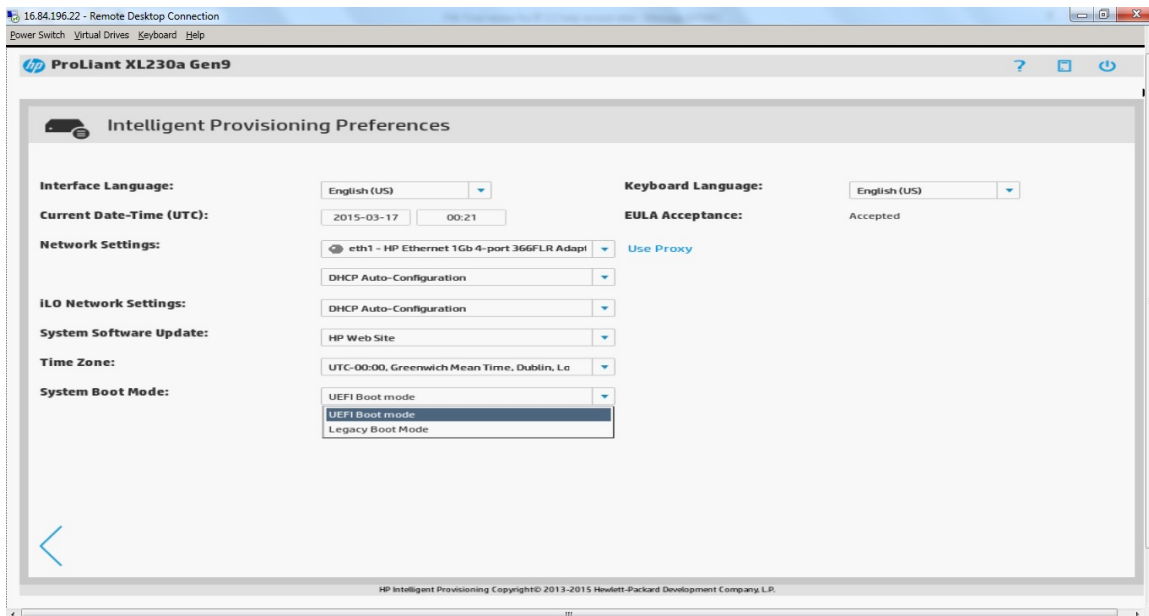 16.84.196.22 - Remote Desktop Connection
Power Switch Virtual Drives Keyboard Help
hp ProLiant XL230a Gen9 ?
Intelligent Provisioning Preferences
Interface Language: English (US) Keyboard Language: English (US)
Current Date-Time (UTC): 2015-03-17 00:21 EULA Acceptance: Accepted
Network Settings: eth1 - HP Ethernet 1Gb 4-port 366FLR Adapt Use Proxy
DHCP Auto-Configuration
iLO Network Settings: DHCP Auto-Configuration
System Software Update: HP Web Site
Time Zone: UTC-00:00, Greenwich Mean Time, Dublin, Lo
System Boot Mode: UEFI Boot mode
UEFI Boot mode
Legacy Boot Mode
HP Intelligent Provisioning Copyright© 2013-2015 Hewlett-Packard Development Company, L.P.